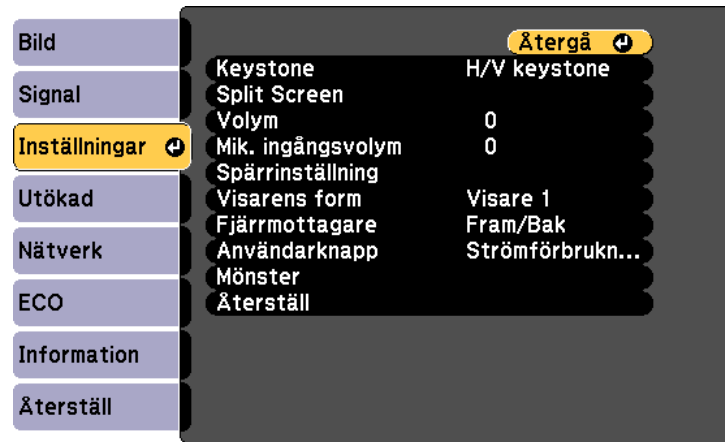 Bild
Signal
Inställningar
Utökad
Nätverk
ECO
Information
Återställ
Återgå
Keystone H/V keystone
Split Screen
Volym 0
Mik. ingångsvolym 0
Spärrinställning
Visarens form Visare 1
Fjärrmottagare Fram/Bak
Användarknapp Strömförbrukn...
Mönster
Återställ